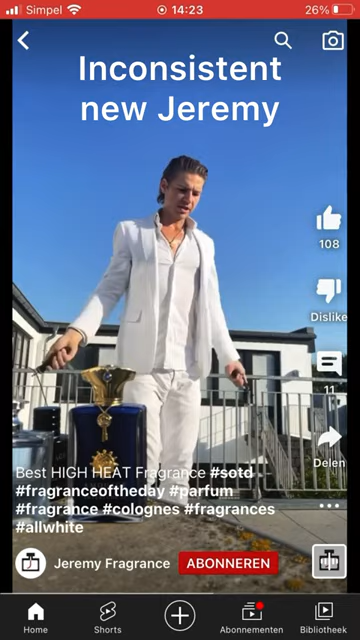 Simpel
14:23
26%
Inconsistent
new Jeremy
108
Dislike
11
Delen
Best HIGH HEAT Fragrance #sotd
#fragranceoftheday #parfum
#fragrance #colognes #fragrances
#allwhite
Jeremy Fragrance
ABONNEREN
Home
Shorts
Abonnementen
Bibliotheek